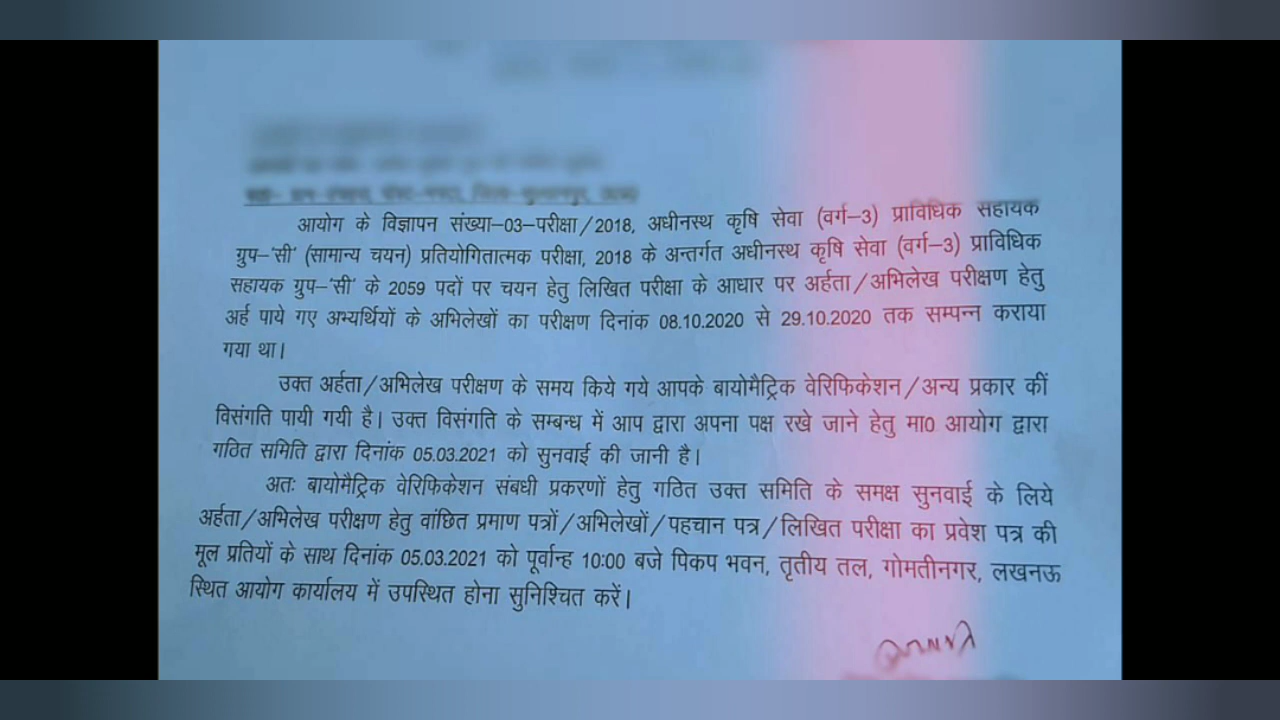 आयोग के विज्ञापन संख्या–03–परीक्षा/2018, अधीनस्थ कृषि सेवा (वर्ग–3) प्राविधिक सहायक
ग्रुप–'सी' (सामान्य चयन) प्रतियोगितात्मक परीक्षा, 2018 के अन्तर्गत अधीनस्थ कृषि सेवा (वर्ग–3) प्राविधिक
सहायक ग्रुप–'सी' के 2059 पदों पर चयन हेतु लिखित परीक्षा के आधार पर अर्हता/अभिलेख परीक्षण हेतु
अर्ह पाये गए अभ्यर्थियों के अभिलेखों का परीक्षण दिनांक 08.10.2020 से 29.10.2020 तक सम्पन्न कराया
गया था।
उक्त अर्हता/अभिलेख परीक्षण के समय किये गये आपके बायोमैट्रिक वेरिफिकेशन/अन्य प्रकार कीं
विसंगति पायी गयी है। उक्त विसंगति के सम्बन्ध में आप द्वारा अपना पक्ष रखे जाने हेतु मा0 आयोग द्वारा
गठित समिति द्वारा दिनांक 05.03.2021 को सुनवाई की जानी है।
अतः बायोमैट्रिक वेरिफिकेशन संबधी प्रकरणों हेतु गठित उक्त समिति के समक्ष सुनवाई के लिये
अर्हता/अभिलेख परीक्षण हेतु वांछित प्रमाण पत्रों/अभिलेखों/पहचान पत्र/लिखित परीक्षा का प्रवेश पत्र की
मूल प्रतियों के साथ दिनांक 05.03.2021 को पूर्वान्ह 10:00 बजे पिकप भवन, तृतीय तल, गोमतीनगर, लखनऊ
स्थित आयोग कार्यालय में उपस्थित होना सुनिश्चित करें।